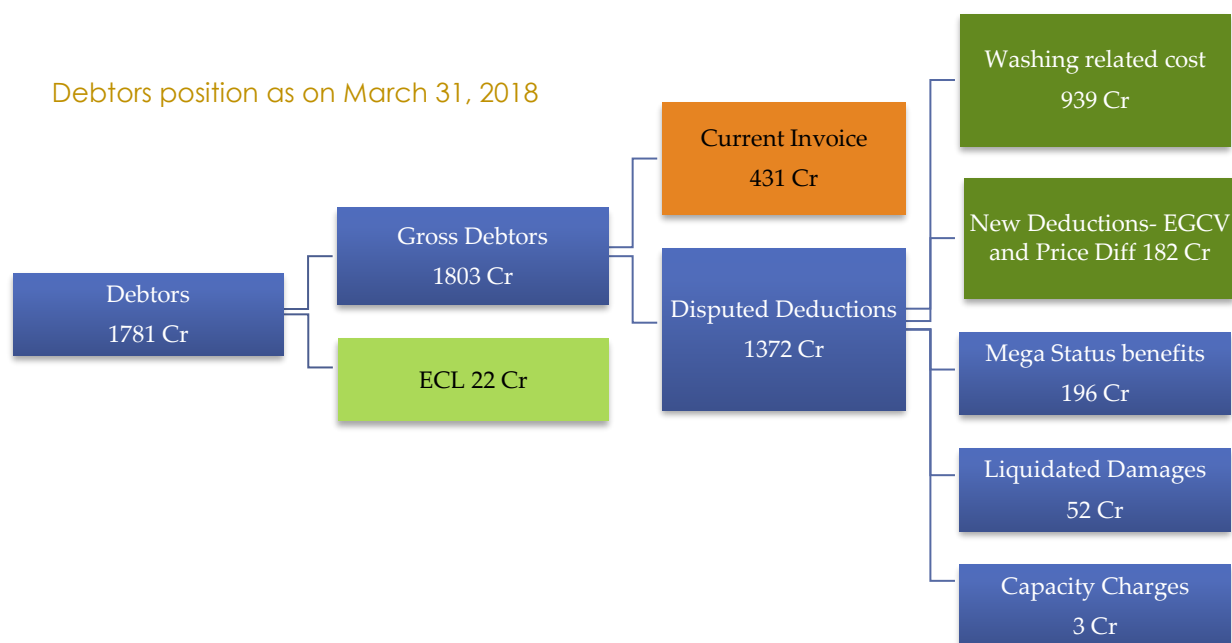 Debtors position as on March 31, 2018
Debtors
1781 Cr
Gross Debtors
1803 Cr
ECL 22 Cr
Current Invoice
431 Cr
Disputed Deductions
1372 Cr
Washing related cost
939 Cr
New Deductions- EGCV
and Price Diff 182 Cr
Mega Status benefits
196 Cr
Liquidated Damages
52 Cr
Capacity Charges
3 Cr